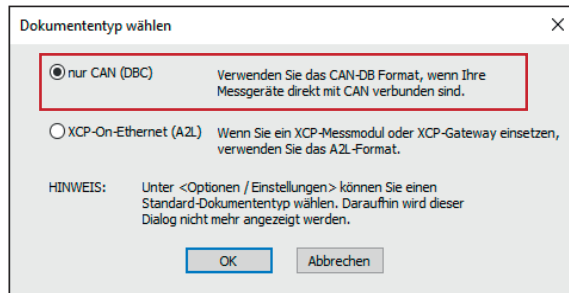 Dokumententyp wählen
nur CAN (DBC)
Verwenden Sie das CAN-DB Format, wenn Ihre
Messgeräte direkt mit CAN verbunden sind.
XCP-On-Ethernet (A2L)
Wenn Sie ein XCP-Messmodul oder XCP-Gateway einsetzen,
verwenden Sie das A2L-Format.
HINWEIS:
Unter <Optionen / Einstellungen> können Sie einen
Standard-Dokumententyp wählen. Daraufhin wird dieser
Dialog nicht mehr angezeigt werden.
OK
Abbrechen